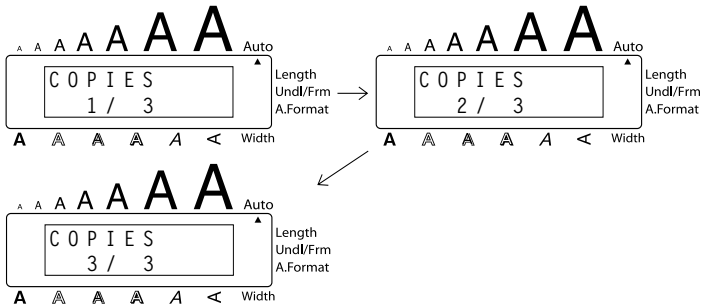 A A A A A A A Auto
COPIES
1/ 3
Length
Undl/Frm
A.Format
A A A A A A Width
A A A A A A A Auto
COPIES
2/ 3
Length
Undl/Frm
A.Format
A A A A A A Width
A A A A A A A Auto
COPIES
3/ 3
Length
Undl/Frm
A.Format
A A A A A A Width